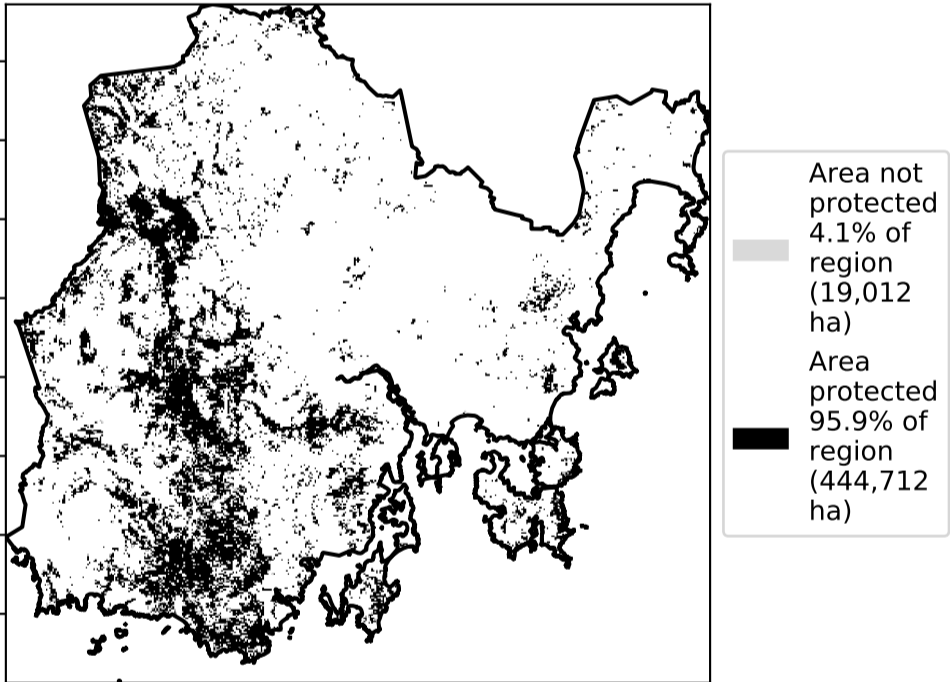 Area not
protected
4.1% of
region
(19,012
ha)
Area
protected
95.9% of
region
(444,712
ha)